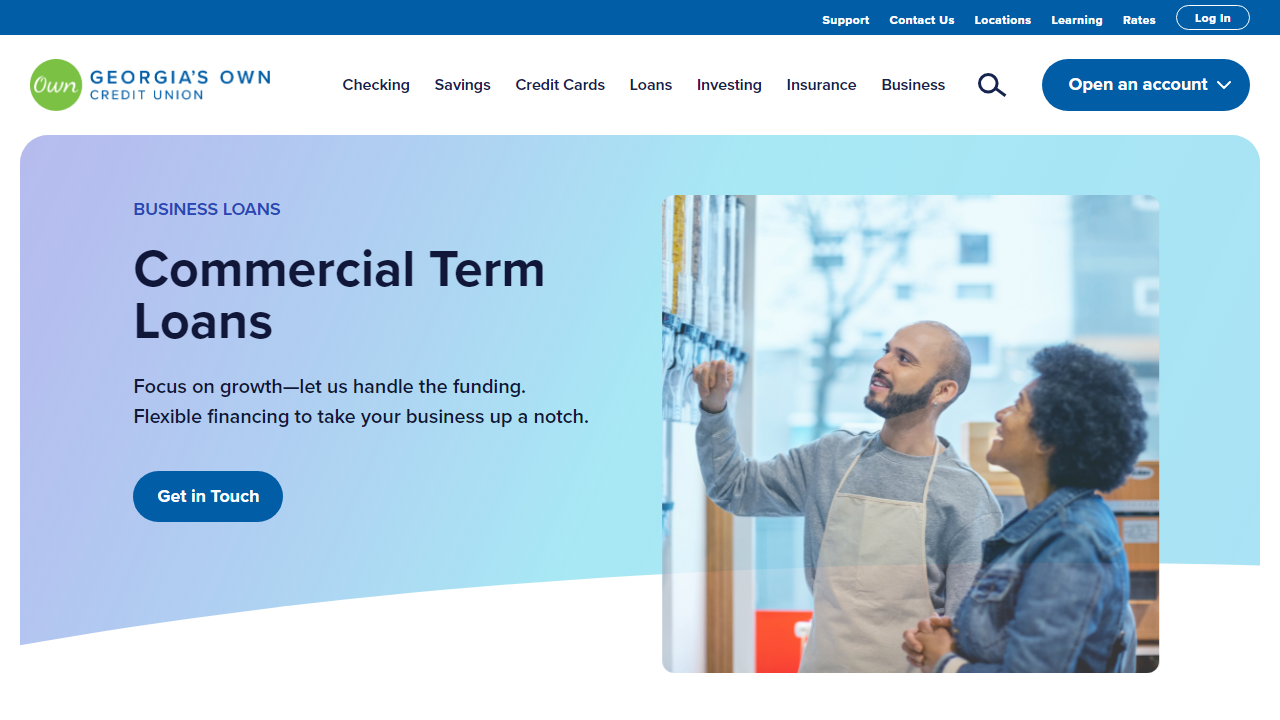 Support Contact Us Locations Learning Rates Log In
Own GEORGIA'S OWN
CREDIT UNION
Checking Savings Credit Cards Loans Investing Insurance Business Open an account
BUSINESS LOANS
Commercial Term
Loans
Focus on growth—let us handle the funding.
Flexible financing to take your business up a notch.
Get in Touch